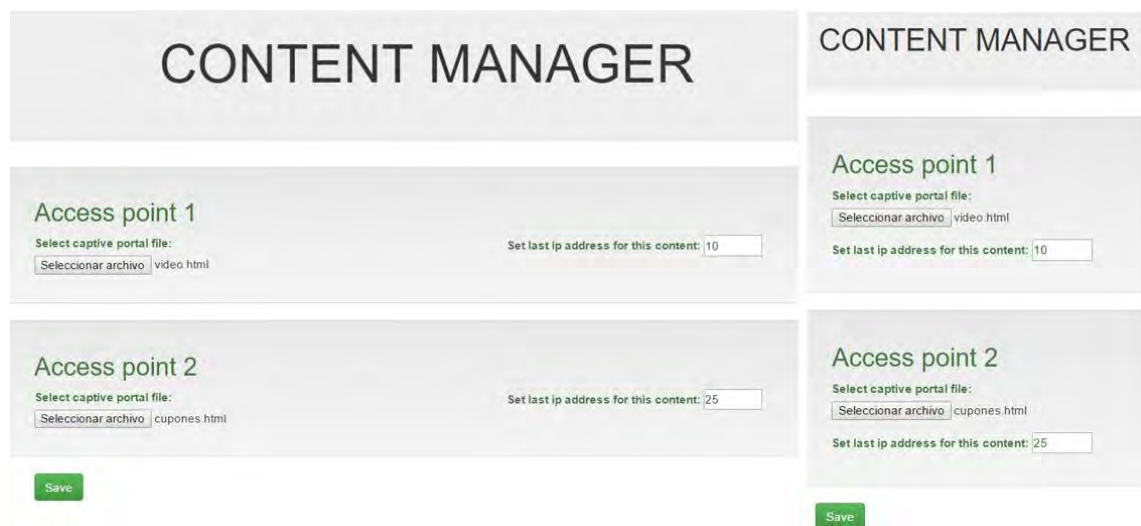 CONTENT MANAGER
Access point 1
Select captive portal file:
Seleccionar archivo video.html
Set last ip address for this content: 10
Access point 2
Select captive portal file:
Seleccionar archivo cupones.html
Set last ip address for this content: 25
Save
CONTENT MANAGER
Access point 1
Select captive portal file:
Seleccionar archivo video.html
Set last ip address for this content: 10
Access point 2
Select captive portal file:
Seleccionar archivo cupones.html
Set last ip address for this content: 25
Save